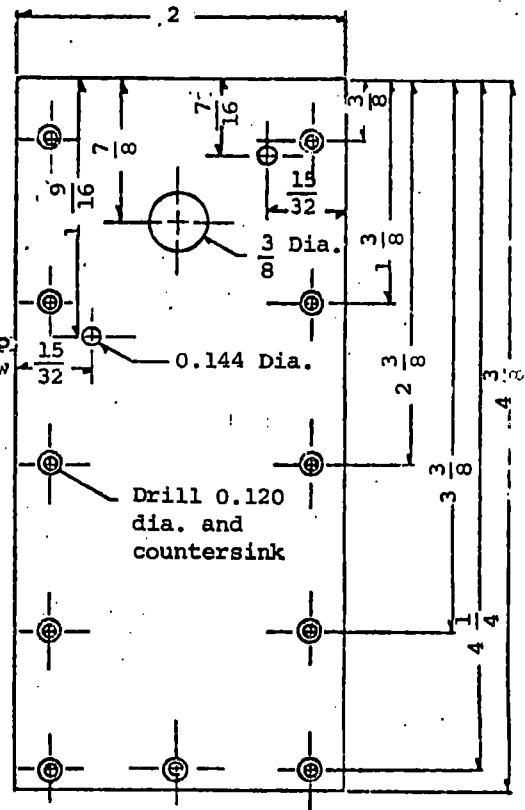 2
7/16
3/8
7/8
1 9/16
15/32
3/8 Dia.
1 3/8
15/32
0.144 Dia.
2 3/8
4 3/8
3 3/8
Drill 0.120
dia. and
countersink
4 1/4